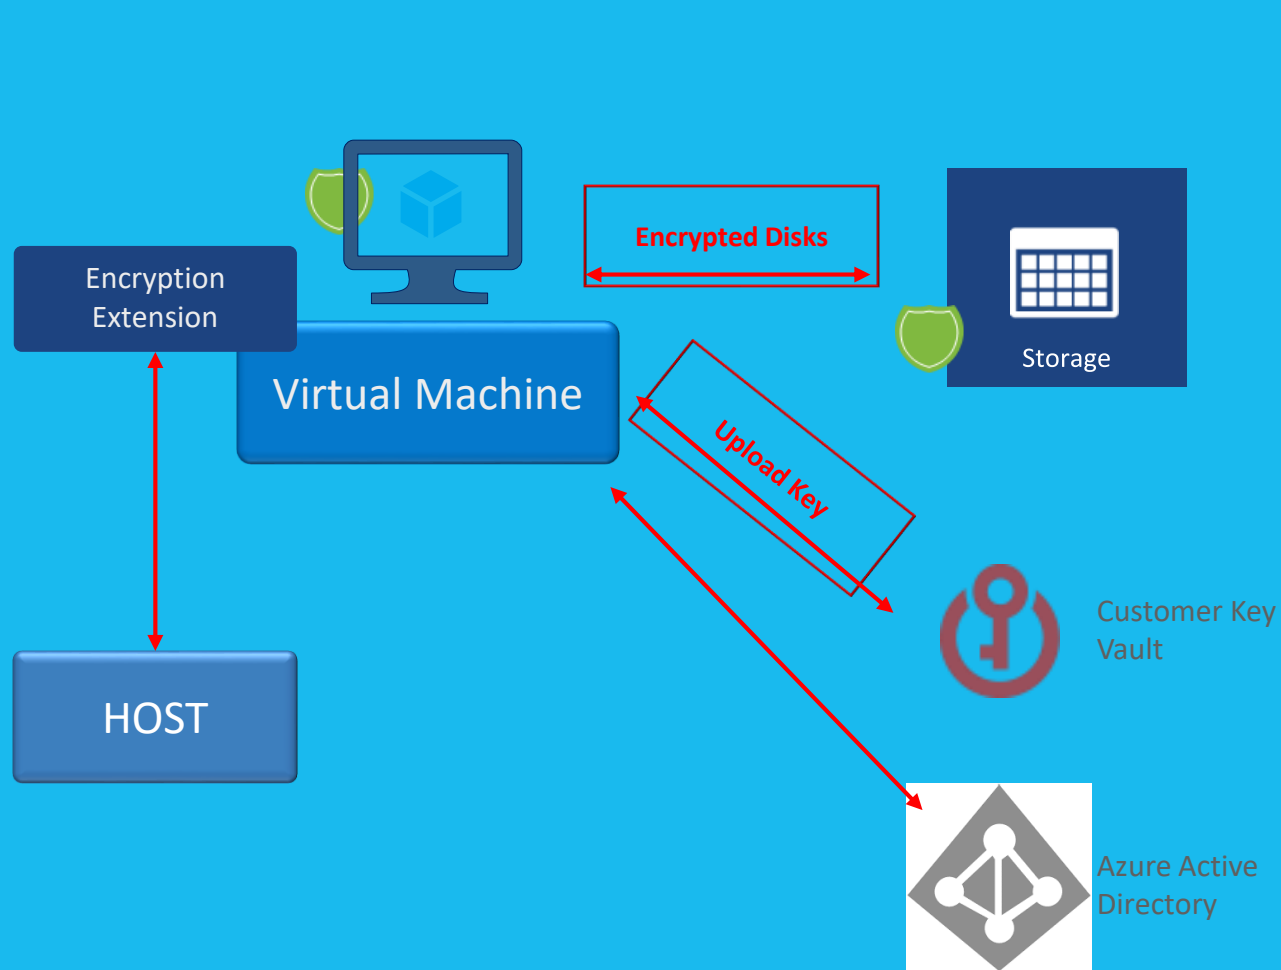 Encryption
Extension
Virtual Machine
Encrypted Disks
Storage
Upload Key
Customer Key
Vault
HOST
Azure Active
Directory